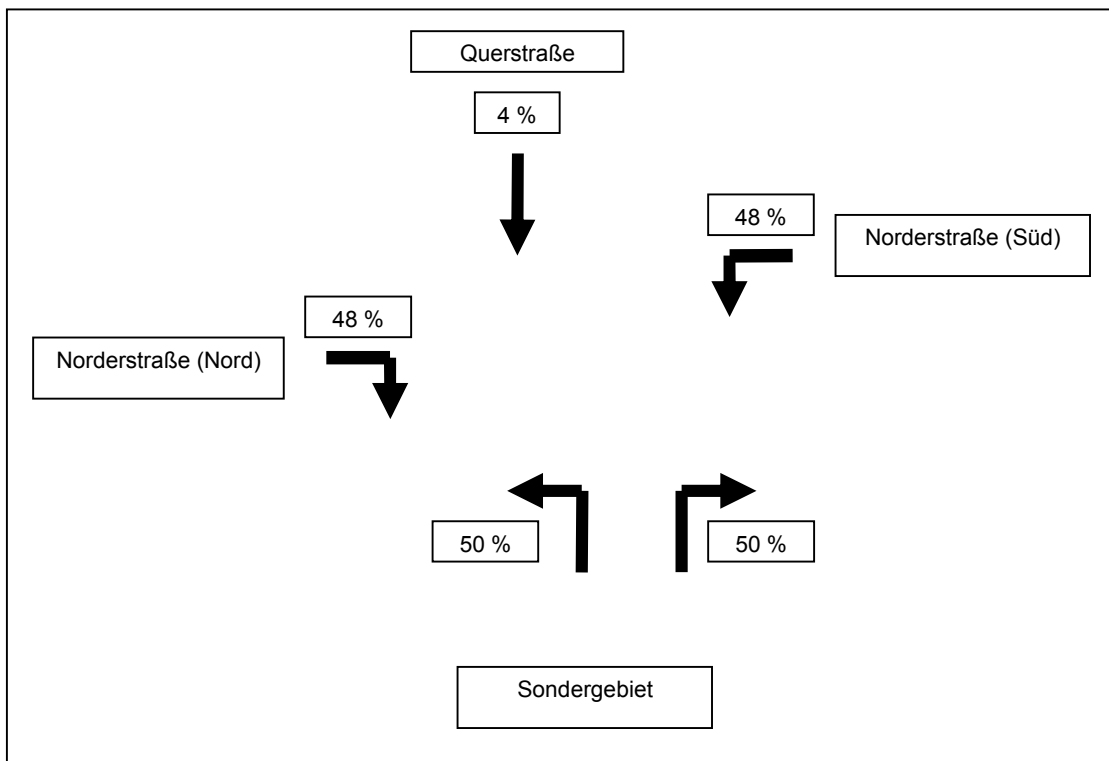 Querstraße
4 %
48 %
Norderstraße (Süd)
48 %
Norderstraße (Nord)
50 %
50 %
Sondergebiet